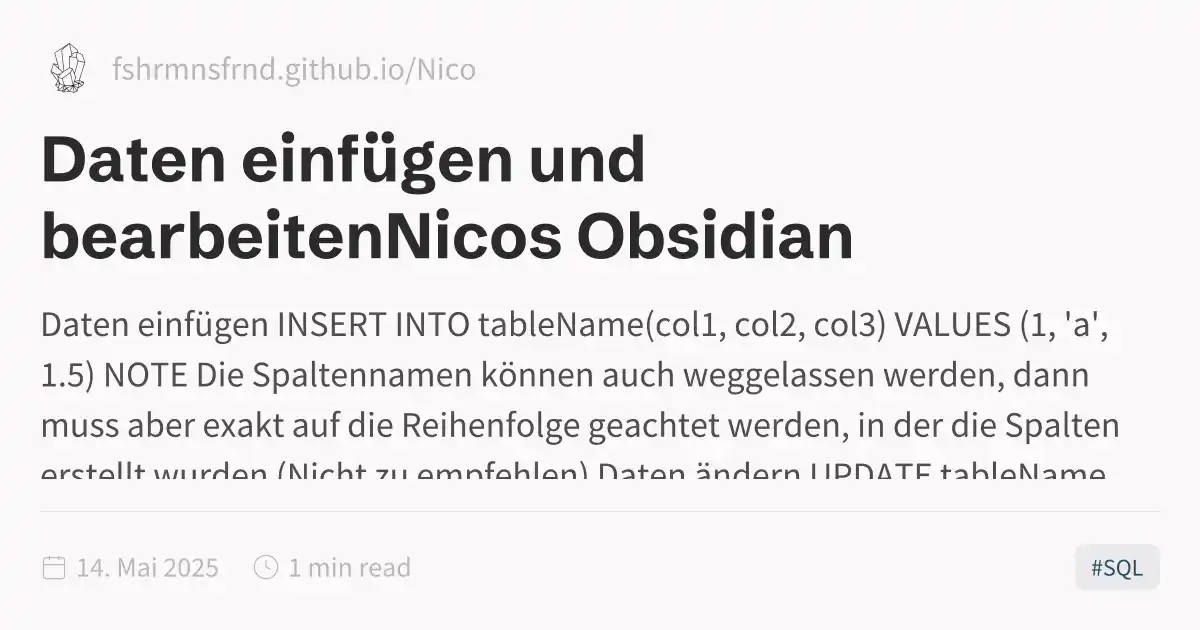 fshrmnsfrnd.github.io/Nico
Daten einfügen und
bearbeitenNicos Obsidian
Daten einfügen INSERT INTO tableName(col1, col2, col3) VALUES (1, 'a',
1.5) NOTE Die Spaltennamen können auch weggelassen werden, dann
muss aber exakt auf die Reihenfolge geachtet werden, in der die Spalten
erstellt wurden (Nicht zu empfehlen) Daten ändern UPDATE tableName
14. Mai 2025
1 min read
#SQL